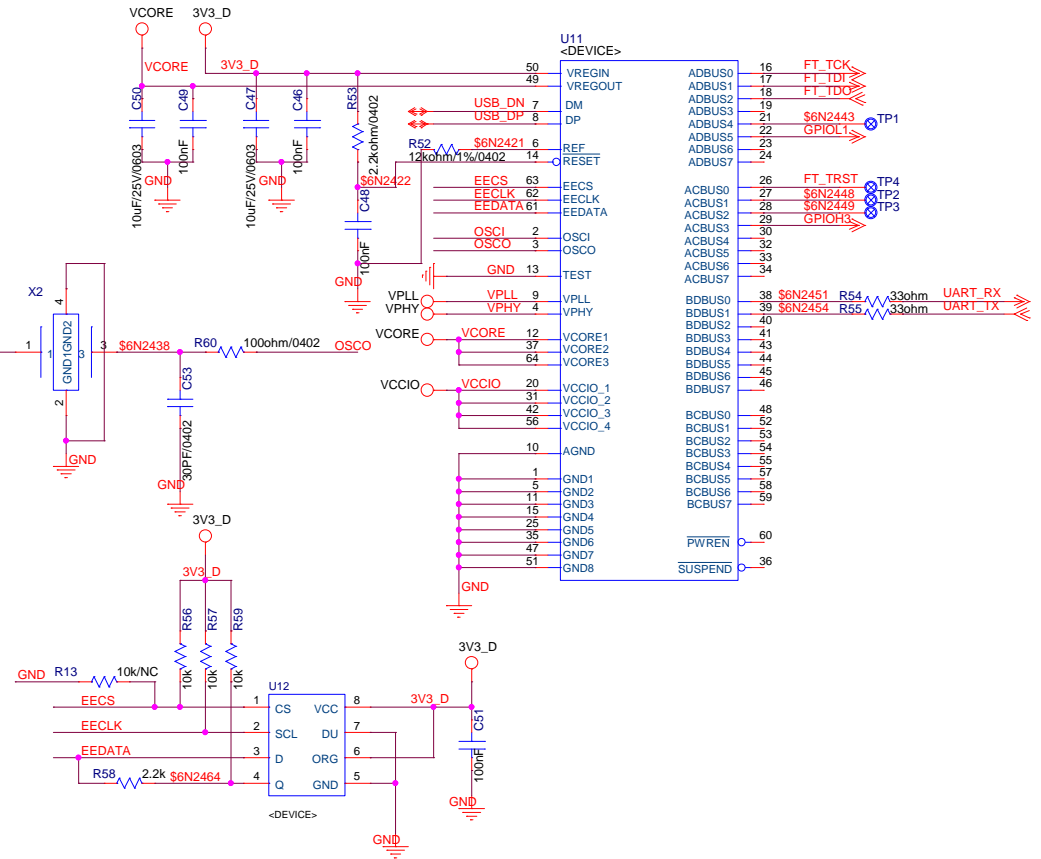 VCORE
3V3_D
VCORE
3V3_D
C50
C49
C47
C46
R53
10uF/25V/0603
100nF
10uF/25V/0603
100nF
2.2kohm/0402
GND
GND
$6N2422
C48
100nF
GND
U11
<DEVICE>
50 VREGIN
49 VREGOUT
USB_DN 7 DM
USB_DP 8 DP
R52 $6N2421 6 REF
12kohm/1%/0402 14 RESET
EECS 63 EECS
EECLK 62 EECLK
EEDATA 61 EEDATA
OSCI 2 OSCI
OSCO 3 OSCO
GND 13 TEST
VPLL VPLL 9 VPLL
VPHY VPHY 4 VPHY
VCORE VCORE 12 VCORE1
37 VCORE2
64 VCORE3
VCCIO VCCIO 20 VCCIO_1
31 VCCIO_2
42 VCCIO_3
56 VCCIO_4
10 AGND
1 GND1
5 GND2
11 GND3
15 GND4
25 GND5
35 GND6
47 GND7
51 GND8
GND
ADBUS0 16 FT_TCK
ADBUS1 17 FT_TDI
ADBUS2 18 FT_TDO
ADBUS3 19
ADBUS4 21 $6N2443 TP1
ADBUS5 22 GPIOL1
ADBUS6 23
ADBUS7 24
ACBUS0 26 FT_TRST TP4
ACBUS1 27 $6N2448 TP2
ACBUS2 28 $6N2449 TP3
ACBUS3 29 GPIOH3
ACBUS4 30
ACBUS5 32
ACBUS6 33
ACBUS7 34
BDBUS0 38 $6N2451 R54 33ohm UART_RX
BDBUS1 39 $6N2454 R55 33ohm UART_TX
BDBUS2 40
BDBUS3 41
BDBUS4 43
BDBUS5 44
BDBUS6 45
BDBUS7 46
BCBUS0 48
BCBUS1 52
BCBUS2 53
BCBUS3 54
BCBUS4 55
BCBUS5 57
BCBUS6 58
BCBUS7 59
PWREN 60
SUSPEND 36
X2
4
1 1 GND1GND2 3 3
2
GND
$6N2438
R60 100ohm/0402 OSCO
C53
30PF/0402
GND
3V3_D
3V3_D
R56
R57
R59
10k
10k
10k
GND R13 10k/NC
EECS
EECLK
EEDATA
R58 2.2k $6N2464
U12
1 CS VCC 8
2 SCL DU 7
3 D ORG 6
4 Q GND 5
<DEVICE>
3V3_D
3V3_D
C51
100nF
GND
GND